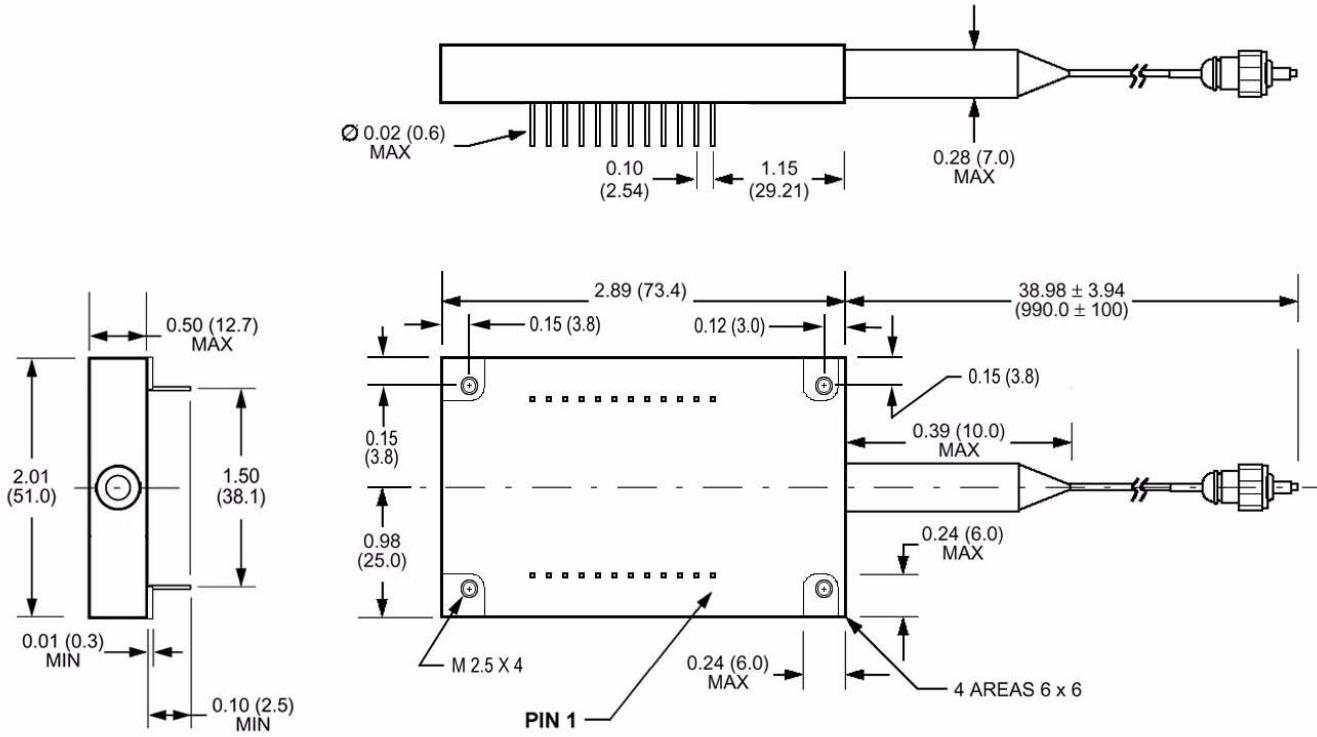 Ø 0.02 (0.6)
MAX
0.10
(2.54)
1.15
(29.21)
0.28 (7.0)
MAX
2.89 (73.4)
38.98 ± 3.94
(990.0 ± 100)
0.15 (3.8)
0.12 (3.0)
0.50 (12.7)
MAX
0.15 (3.8)
0.15
(3.8)
0.39 (10.0)
MAX
2.01
(51.0)
1.50
(38.1)
0.98
(25.0)
0.24 (6.0)
MAX
0.01 (0.3)
MIN
M 2.5 X 4
0.24 (6.0)
MAX
4 AREAS 6 x 6
0.10 (2.5)
MIN
PIN 1